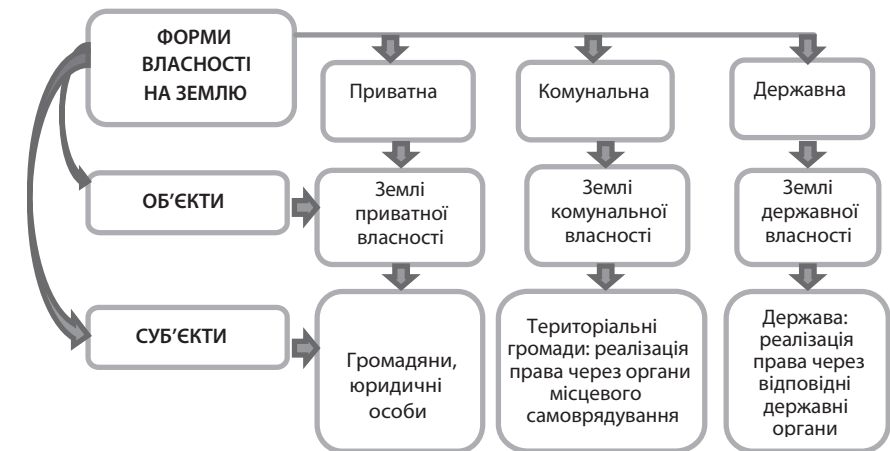 ФОРМИ
ВЛАСНОСТІ
НА ЗЕМЛЮ
Приватна
Комунальна
Державна
ОБ’ЄКТИ
Землі
приватної
власності
Землі
комунальної
власності
Землі
державної
власності
СУБ’ЄКТИ
Громадяни,
юридичні
особи
Територіальні
громади: реалізація
права через органи
місцевого
самоврядування
Держава:
реалізація
права через
відповідні
державні
органи